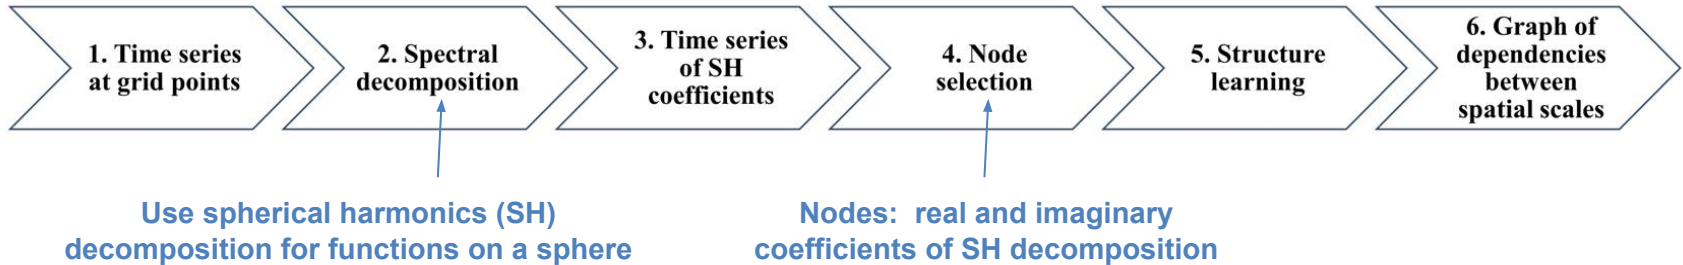 1. Time series
at grid points
2. Spectral
decomposition
3. Time series
of SH
coefficients
4. Node
selection
5. Structure
learning
6. Graph of
dependencies
between
spatial scales
Use spherical harmonics (SH)
decomposition for functions on a sphere
Nodes:  real and imaginary
coefficients of SH decomposition